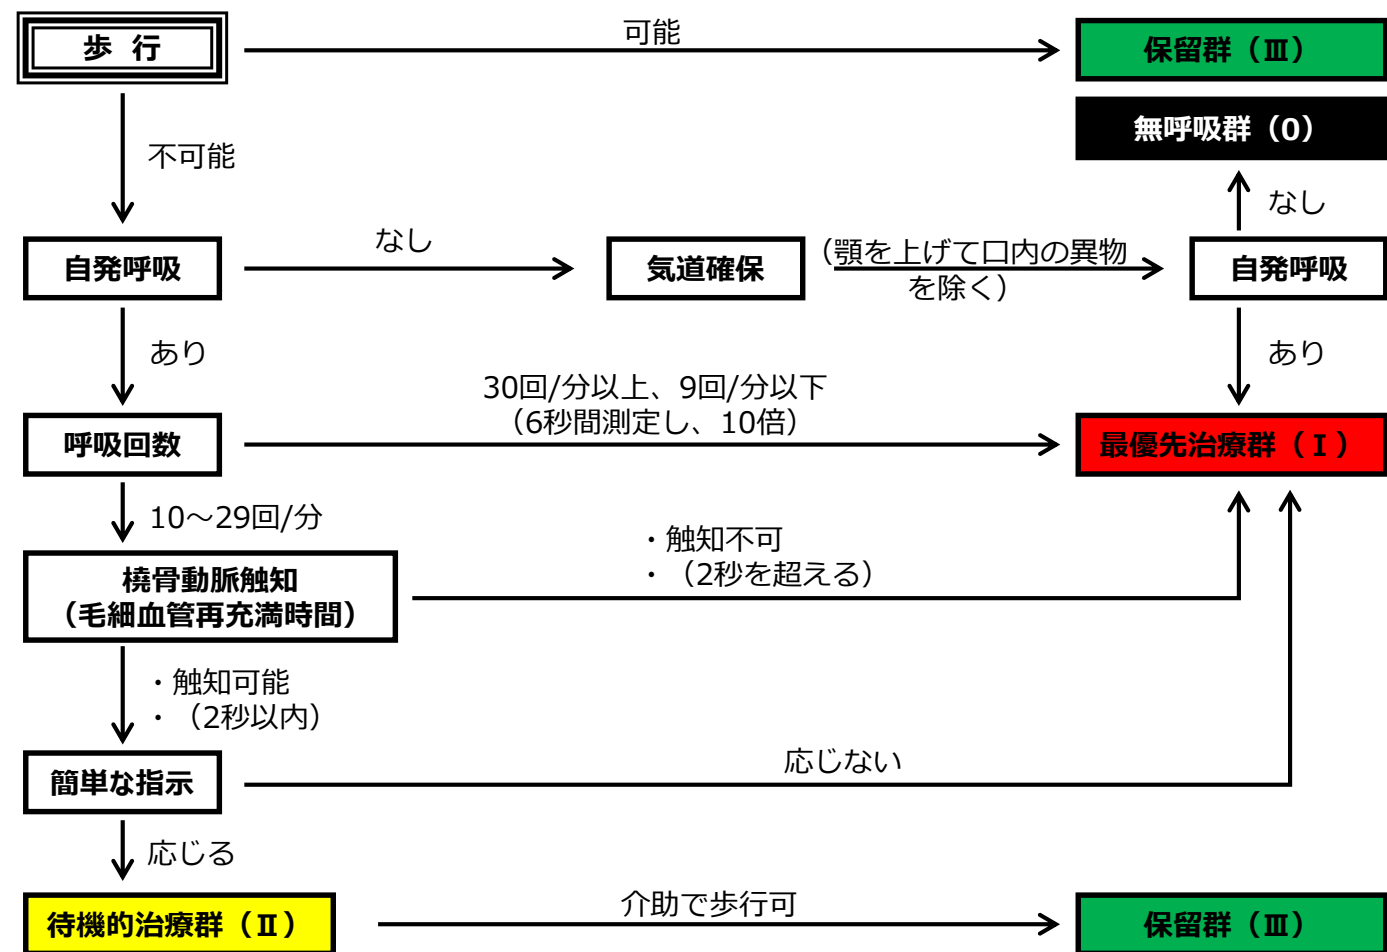 歩 行
可能
保留群（Ⅲ）
無呼吸群（0）
不可能
なし
自発呼吸
なし
気道確保
（顎を上げて口内の異物
を除く）
自発呼吸
あり
あり
30回/分以上、9回/分以下
（6秒間測定し、10倍）
呼吸回数
最優先治療群（Ⅰ）
10～29回/分
橈骨動脈触知
（毛細血管再充満時間）
・触知不可
・（2秒を超える）
・触知可能
・（2秒以内）
簡単な指示
応じない
応じる
待機的治療群（Ⅱ）
介助で歩行可
保留群（Ⅲ）